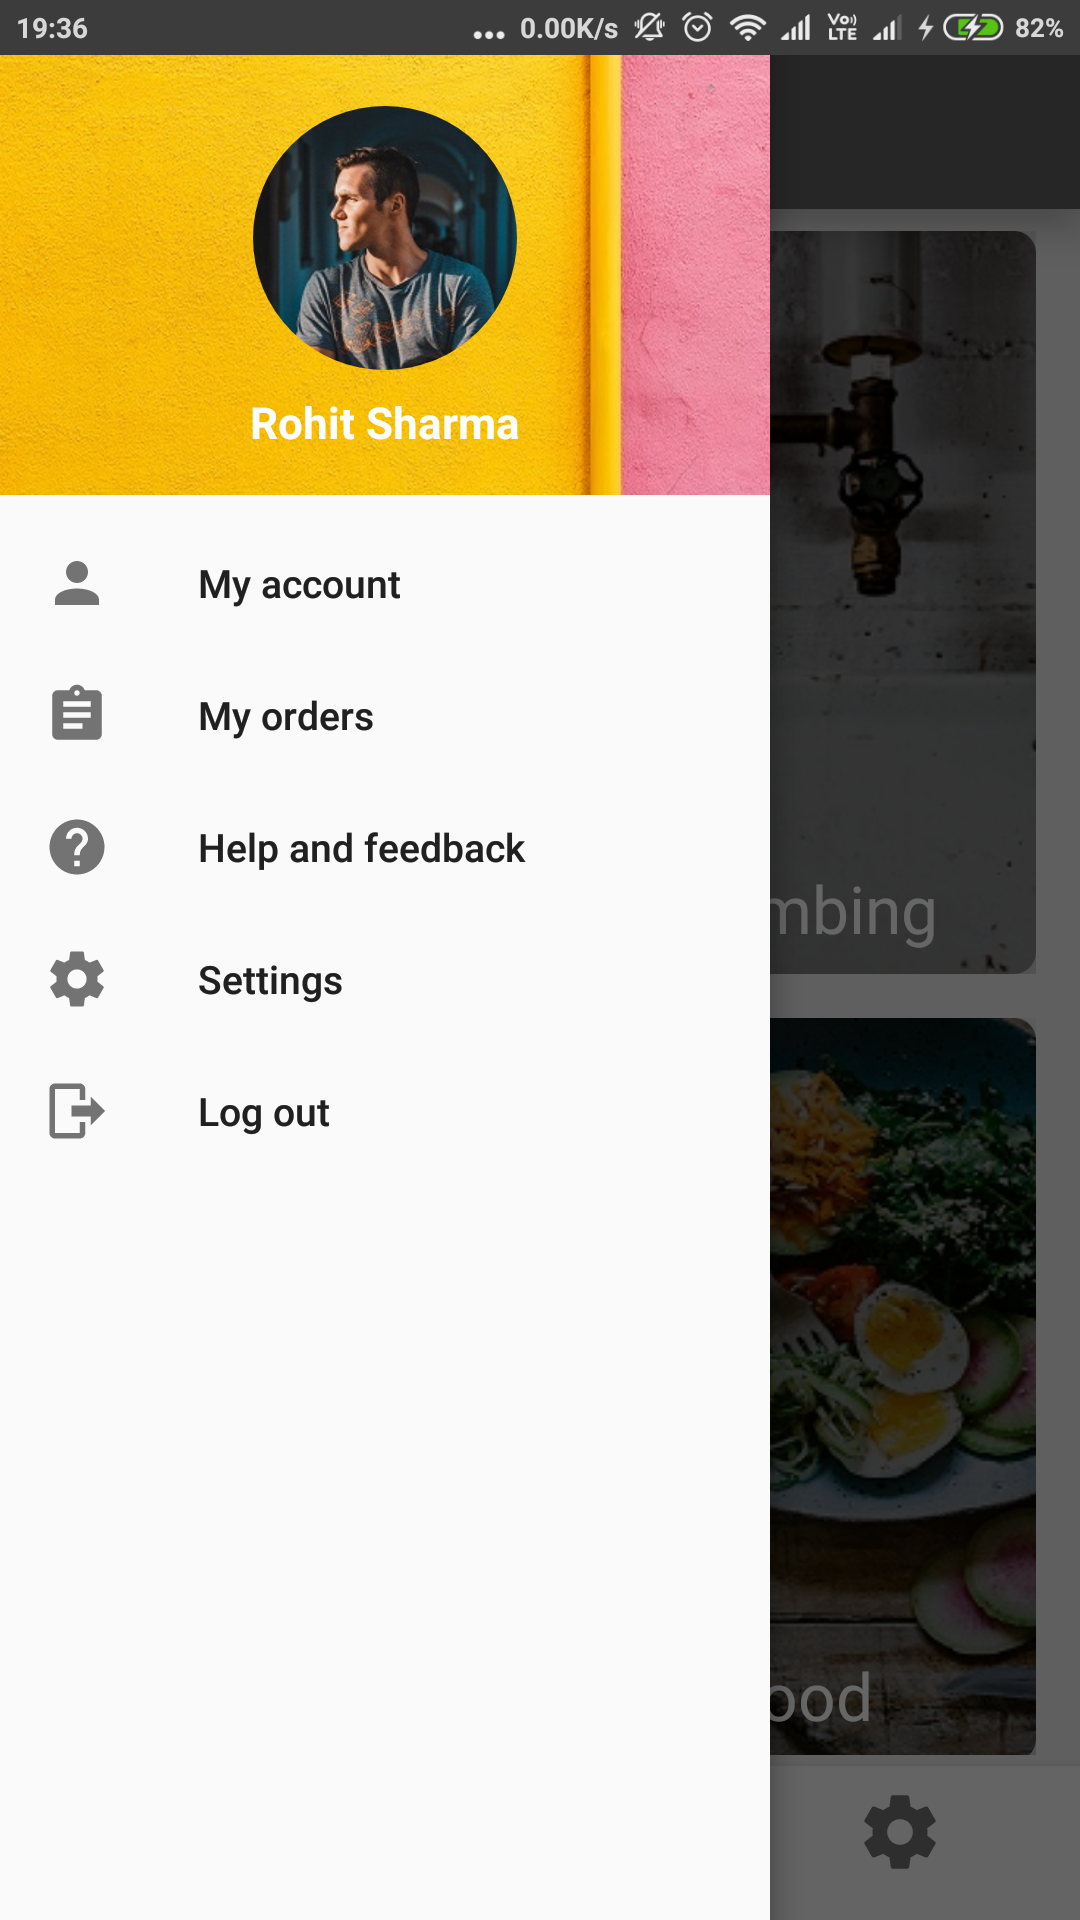 19:36 ... 0.00K/s Vo)) LTE 82%
Rohit Sharma
My account
My orders
Help and feedback
Settings
Log out
mbing
ood